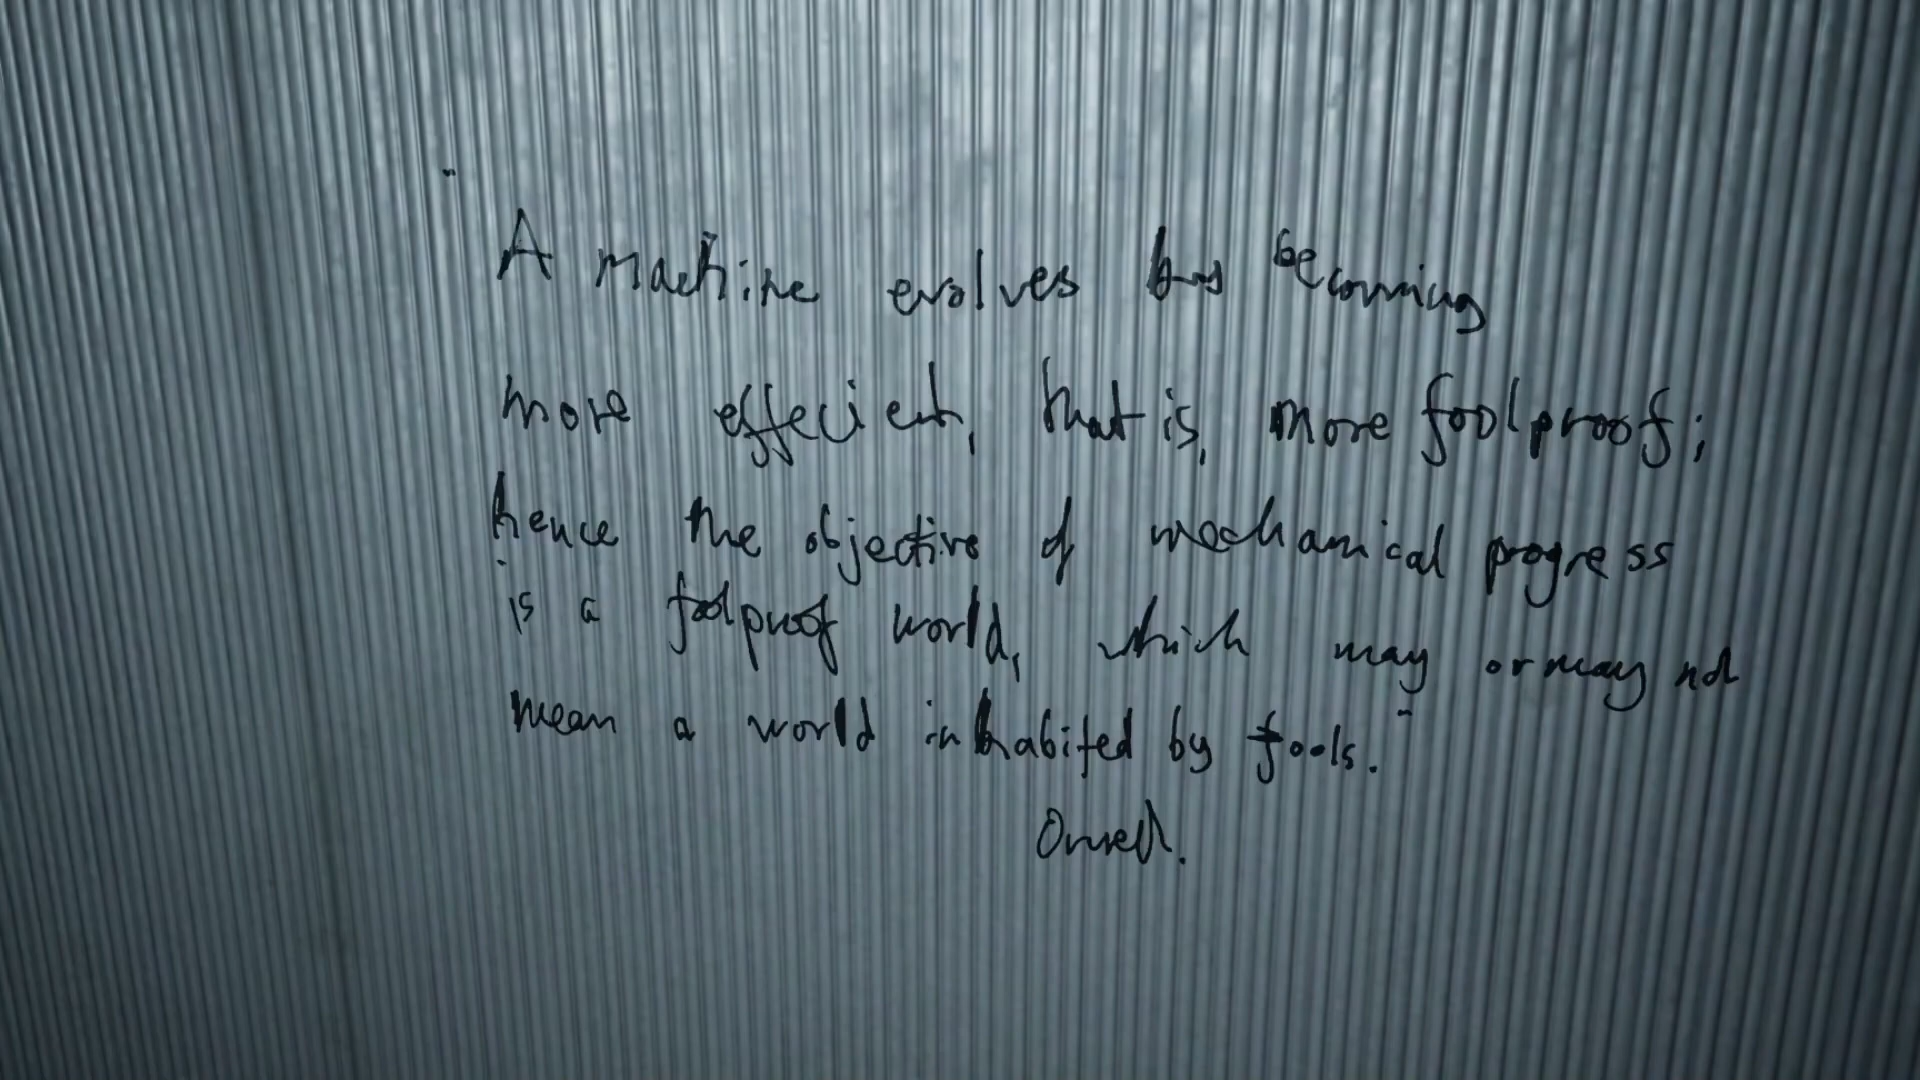 "A machine evolves by becoming
more effecient, that is, more foolproof;
hence the objective of mechanical progress
is a foolproof world, which may or may not
mean a world inhabited by fools."
Orwell.